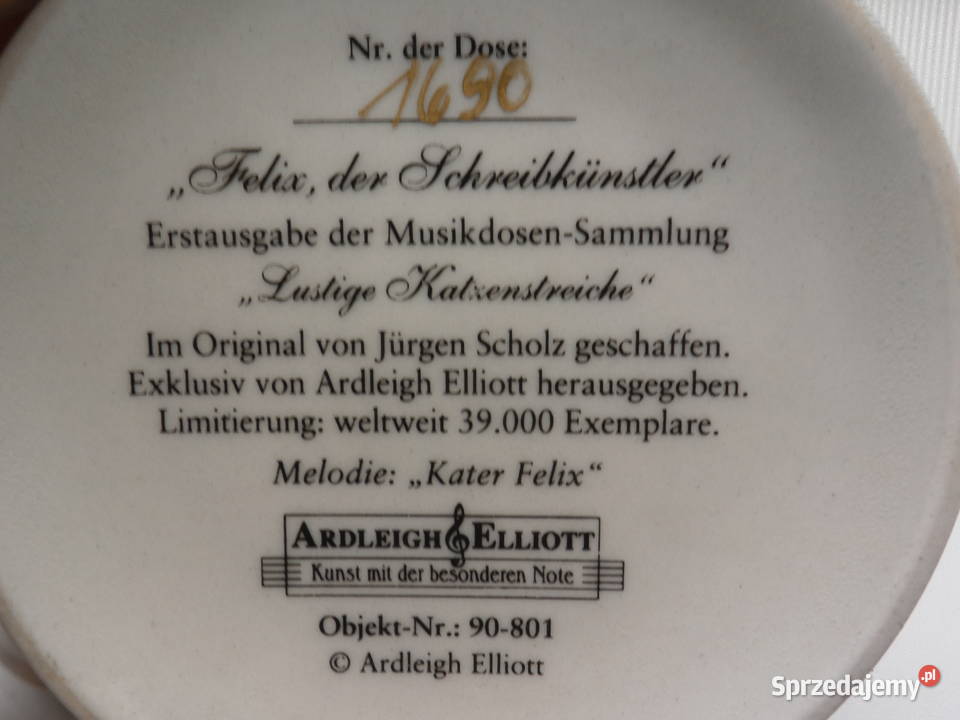 Nr. der Dose:
1690
„Felix, der Schreibkünstler“
Erstausgabe der Musikdosen-Sammlung
„Lustige Katzenstreiche“
Im Original von Jürgen Scholz geschaffen.
Exklusiv von Ardleigh Elliott herausgegeben.
Limitierung: weltweit 39.000 Exemplare.
Melodie: „Kater Felix“
ARDLEIGH ELLIOTT
Kunst mit der besonderen Note
Objekt-Nr.: 90-801
© Ardleigh Elliott
Sprzedajemy.pl